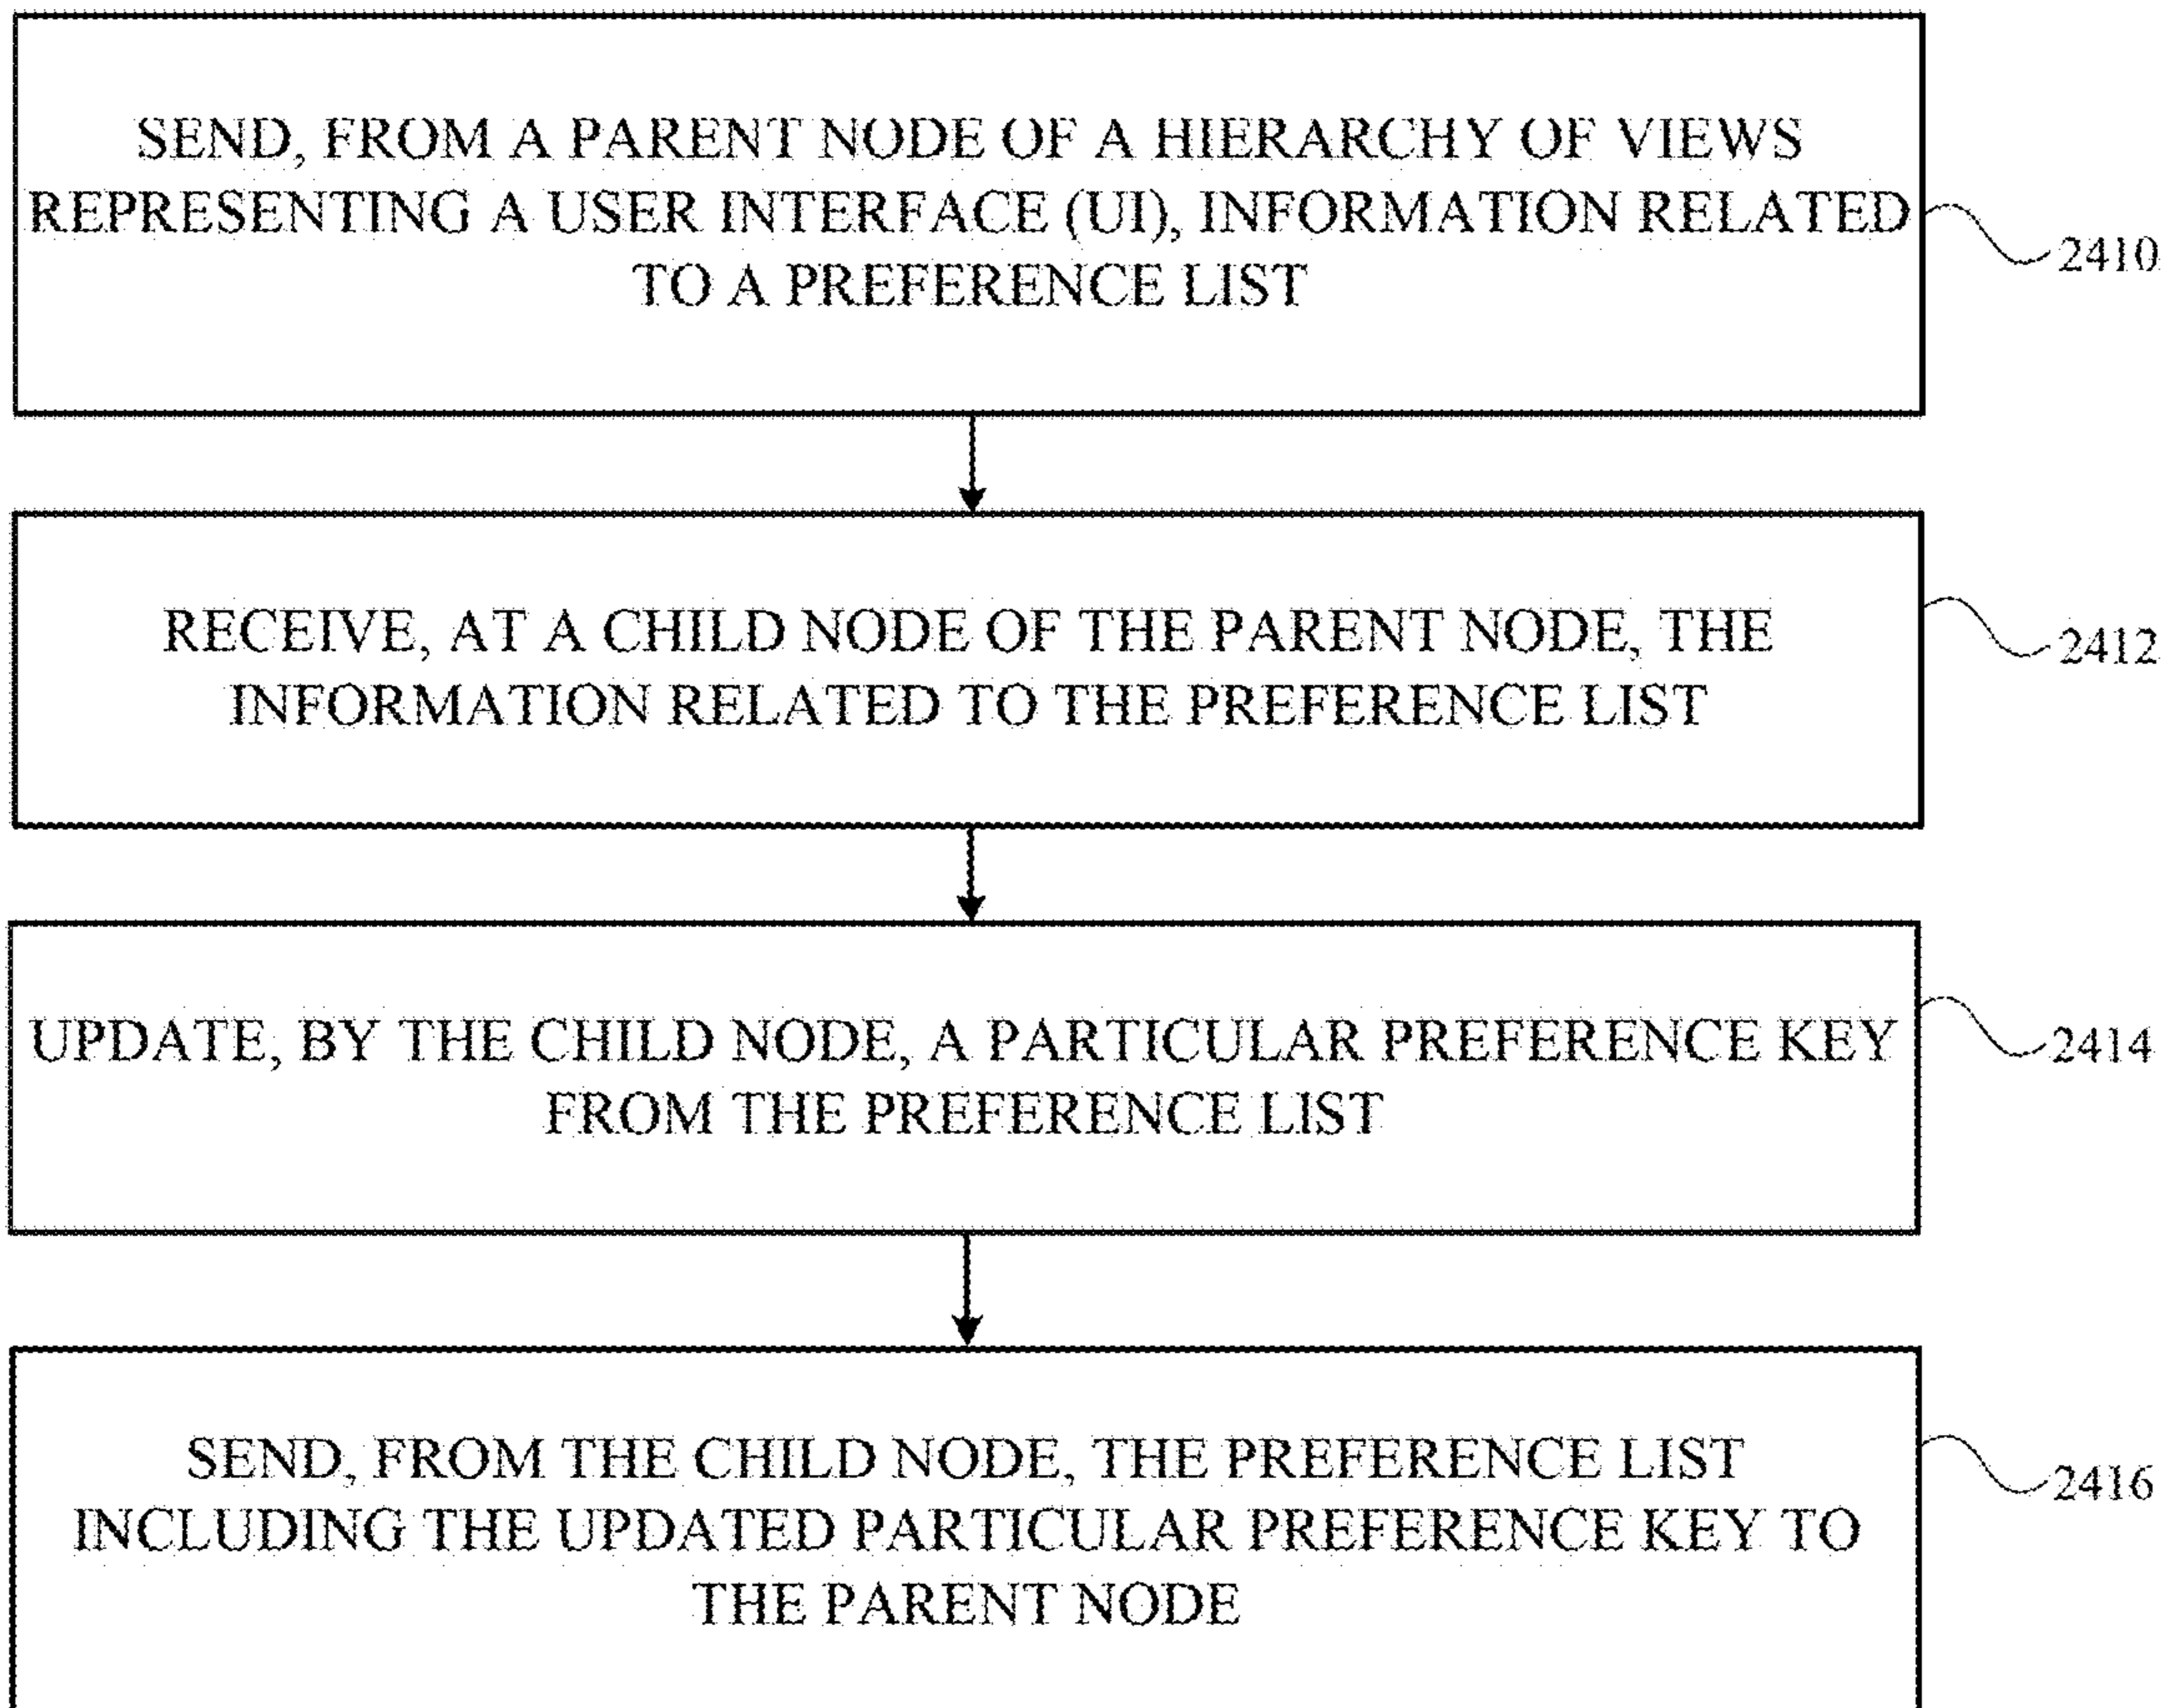 SEND, FROM A PARENT NODE OF A HIERARCHY OF VIEWS
REPRESENTING A USER INTERFACE (UI), INFORMATION RELATED
TO A PREFERENCE LIST
2410
RECEIVE, AT A CHILD NODE OF THE PARENT NODE, THE
INFORMATION RELATED TO THE PREFERENCE LIST
2412
UPDATE, BY THE CHILD NODE, A PARTICULAR PREFERENCE KEY
FROM THE PREFERENCE LIST
2414
SEND, FROM THE CHILD NODE, THE PREFERENCE LIST
INCLUDING THE UPDATED PARTICULAR PREFERENCE KEY TO
THE PARENT NODE
2416